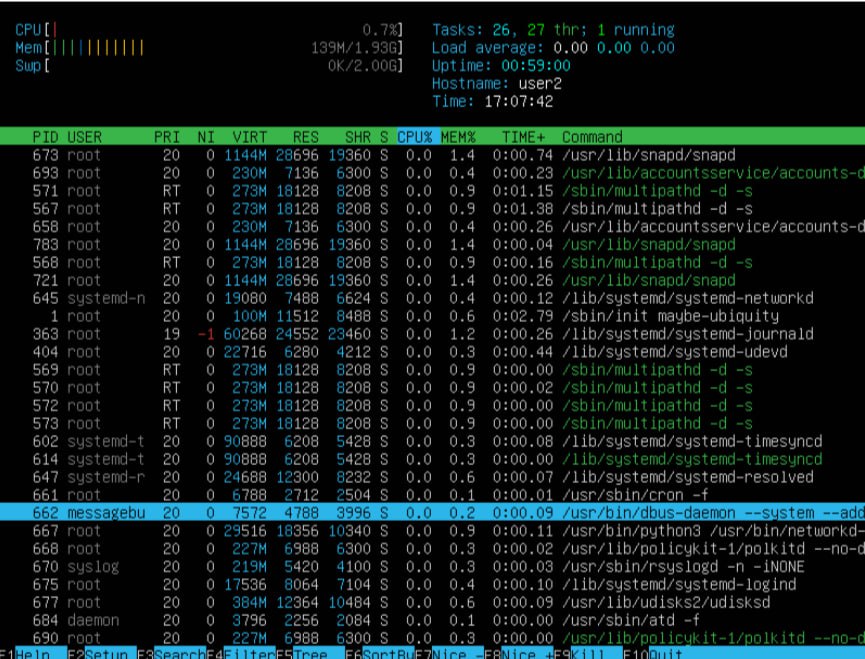 CPU[| 0.7%] Tasks: 26, 27 thr; 1 running
Mem[||||||||||| 139M/1.93G] Load average: 0.00 0.00 0.00
Swp[ 0K/2.00G] Uptime: 00:59:00
Hostname: user2
Time: 17:07:42
PID USER PRI NI VIRT RES SHR S CPU% MEM% TIME+ Command
673 root 20 0 1144M 28696 19360 S 0.0 1.4 0:00.74 /usr/lib/snapd/snapd
693 root 20 0 230M 7136 6300 S 0.0 0.4 0:00.23 /usr/lib/accountsservice/accounts-d
571 root RT 0 273M 18128 8208 S 0.0 0.9 0:01.15 /sbin/multipathd -d -s
567 root RT 0 273M 18128 8208 S 0.0 0.9 0:01.38 /sbin/multipathd -d -s
658 root 20 0 230M 7136 6300 S 0.0 0.4 0:00.26 /usr/lib/accountsservice/accounts-d
783 root 20 0 1144M 28696 19360 S 0.0 1.4 0:00.04 /usr/lib/snapd/snapd
568 root RT 0 273M 18128 8208 S 0.0 0.9 0:00.16 /sbin/multipathd -d -s
721 root 20 0 1144M 28696 19360 S 0.0 1.4 0:00.26 /usr/lib/snapd/snapd
645 systemd-n 20 0 19080 7488 6624 S 0.0 0.4 0:00.12 /lib/systemd/systemd-networkd
1 root 20 0 100M 11512 8488 S 0.0 0.6 0:02.79 /sbin/init maybe-ubiquity
363 root 19 -1 60268 24552 23460 S 0.0 1.2 0:00.26 /lib/systemd/systemd-journald
404 root 20 0 22716 6280 4212 S 0.0 0.3 0:00.44 /lib/systemd/systemd-udevd
569 root RT 0 273M 18128 8208 S 0.0 0.9 0:00.00 /sbin/multipathd -d -s
570 root RT 0 273M 18128 8208 S 0.0 0.9 0:00.02 /sbin/multipathd -d -s
572 root RT 0 273M 18128 8208 S 0.0 0.9 0:00.00 /sbin/multipathd -d -s
573 root RT 0 273M 18128 8208 S 0.0 0.9 0:00.00 /sbin/multipathd -d -s
602 systemd-t 20 0 90888 6208 5428 S 0.0 0.3 0:00.08 /lib/systemd/systemd-timesyncd
614 systemd-t 20 0 90888 6208 5428 S 0.0 0.3 0:00.00 /lib/systemd/systemd-timesyncd
647 systemd-r 20 0 24688 12300 8232 S 0.0 0.6 0:00.07 /lib/systemd/systemd-resolved
661 root 20 0 6788 2712 2504 S 0.0 0.1 0:00.01 /usr/sbin/cron -f
662 messagebu 20 0 7572 4788 3996 S 0.0 0.2 0:00.09 /usr/bin/dbus-daemon --system --add
667 root 20 0 29516 18356 10340 S 0.0 0.9 0:00.11 /usr/bin/python3 /usr/bin/networkd-
668 root 20 0 227M 6988 6300 S 0.0 0.3 0:00.02 /usr/lib/policykit-1/polkitd --no-d
670 syslog 20 0 219M 5420 4100 S 0.0 0.3 0:00.03 /usr/sbin/rsyslogd -n -iNONE
675 root 20 0 17536 8064 7104 S 0.0 0.4 0:00.10 /lib/systemd/systemd-logind
677 root 20 0 384M 12364 10484 S 0.0 0.6 0:00.09 /usr/lib/udisks2/udisksd
684 daemon 20 0 3796 2256 2084 S 0.0 0.1 0:00.00 /usr/sbin/atd -f
690 root 20 0 227M 6988 6300 S 0.0 0.3 0:00.00 /usr/lib/policykit-1/polkitd --no-d
F1Help F2Setup F3SearchF4FilterF5Tree F6SortByF7Nice -F8Nice +F9Kill F10Quit